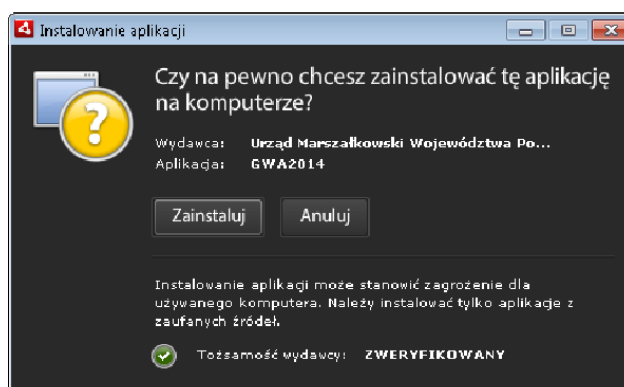 Instalowanie aplikacji
Czy na pewno chcesz zainstalować tę aplikację
na komputerze?
Wydawca: Urząd Marszałkowski Województwa Po...
Aplikacja: GWA2014
Zainstaluj Anuluj
Instalowanie aplikacji może stanowić zagrożenie dla
używanego komputera. Należy instalować tylko aplikacje z
zaufanych źródeł.
Tożsamość wydawcy: ZWERYFIKOWANY